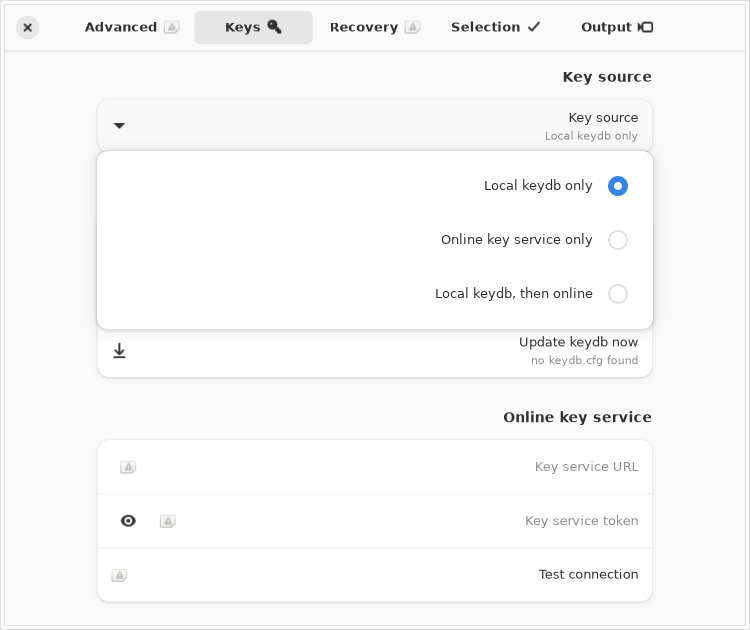 Advanced
Keys
Recovery
Selection
Output
Key source
Key source
Local keydb only
Local keydb only
Online key service only
Local keydb, then online
Update keydb now
no keydb.cfg found
Online key service
Key service URL
Key service token
Test connection